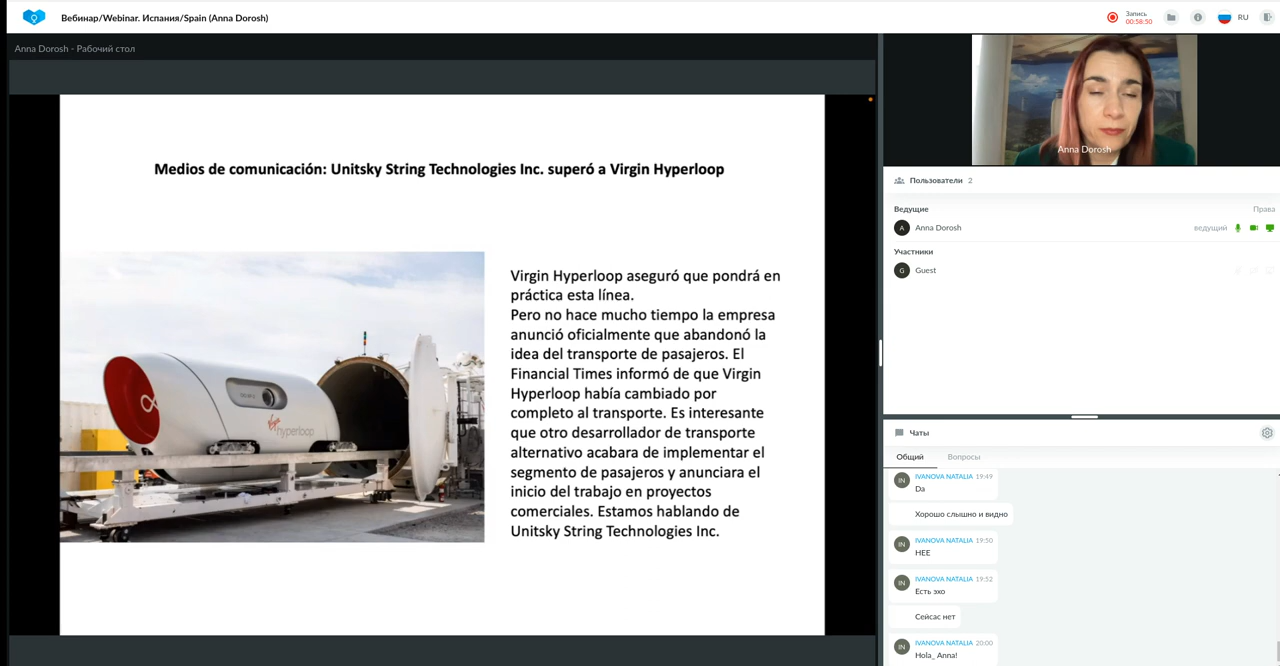 Вебинар/Webinar. Испания/Spain (Anna Dorosh)
Запись
00:58:50
RU
Anna Dorosh - Рабочий стол
Medios de comunicación: Unitsky String Technologies Inc. superó a Virgin Hyperloop
Virgin Hyperloop aseguró que pondrá en
práctica esta línea.
Pero no hace mucho tiempo la empresa
anunció oficialmente que abandonó la
idea del transporte de pasajeros. El
Financial Times informó de que Virgin
Hyperloop había cambiado por
completo al transporte. Es interesante
que otro desarrollador de transporte
alternativo acabara de implementar el
segmento de pasajeros y anunciara el
inicio del trabajo en proyectos
comerciales. Estamos hablando de
Unitsky String Technologies Inc.
Virgin
hyperloop
Anna Dorosh
Пользователи 2
Ведущие Права
A Anna Dorosh ведущий
Участники
G Guest
Чаты
Общий Вопросы
IN IVANOVA NATALIA 19:49
Da
Хорошо слышно и видно
IN IVANOVA NATALIA 19:50
HEE
IN IVANOVA NATALIA 19:52
Есть эхо
Сейсас нет
IN IVANOVA NATALIA 20:00
Hola_ Anna!